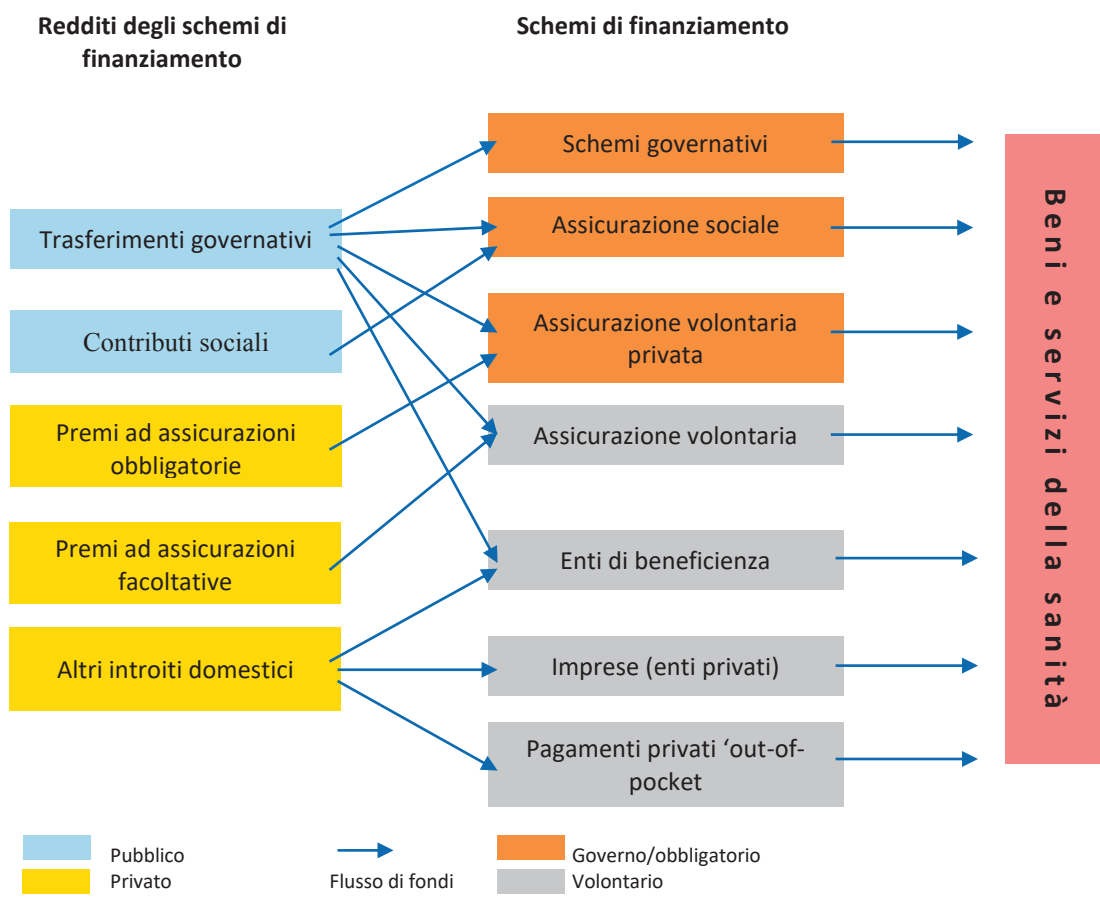 Redditi degli schemi di
finanziamento
Schemi di finanziamento
Trasferimenti governativi
Contributi sociali
Premi ad assicurazioni
obbligatorie
Premi ad assicurazioni
facoltative
Altri introiti domestici
Schemi governativi
Assicurazione sociale
Assicurazione volontaria
privata
Assicurazione volontaria
Enti di beneficienza
Imprese (enti privati)
Pagamenti privati ‘out-of-
pocket
Beni e servizi della sanità
Pubblico
Privato
Flusso di fondi
Governo/obbligatorio
Volontario